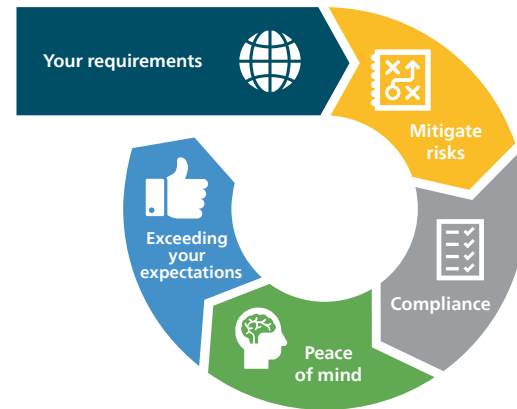 Your requirements
Mitigate
risks
Compliance
Peace
of mind
Exceeding
your
expectations